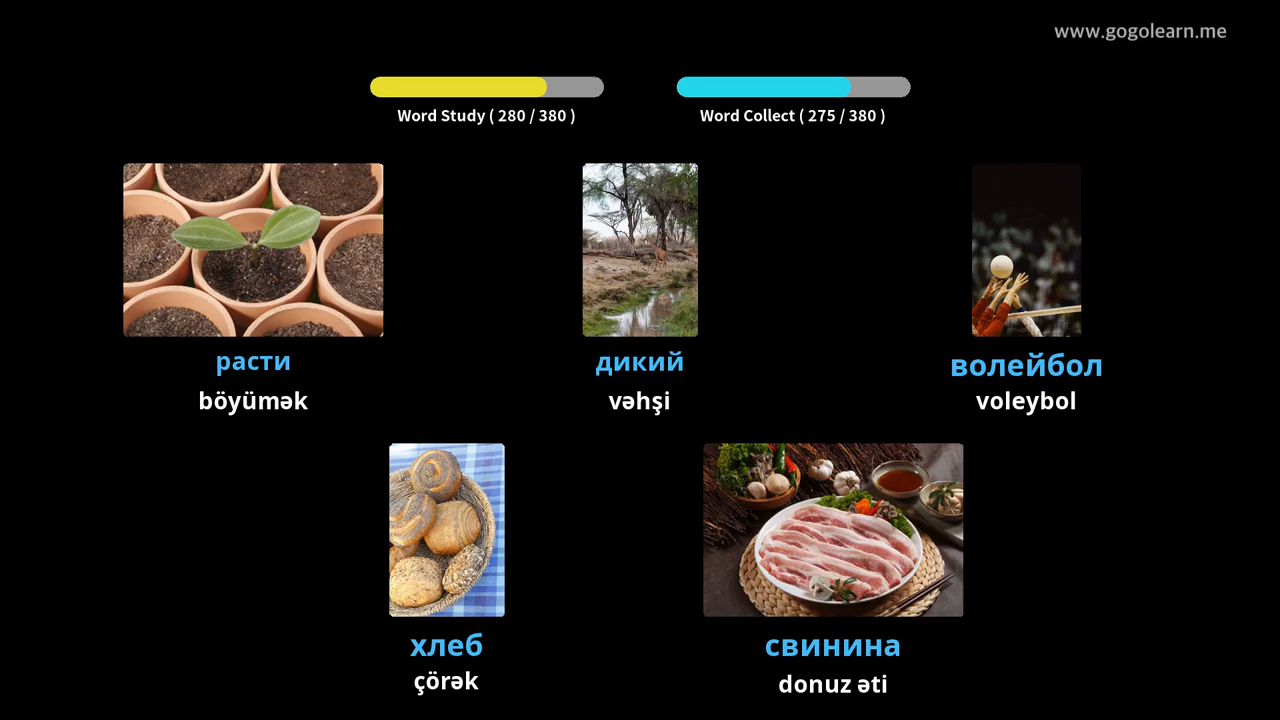 www.gogolearn.me
Word Study ( 280 / 380 )
Word Collect ( 275 / 380 )
расти
böyümək
дикий
vəhşi
волейбол
voleybol
хлеб
çörək
свинина
donuz əti